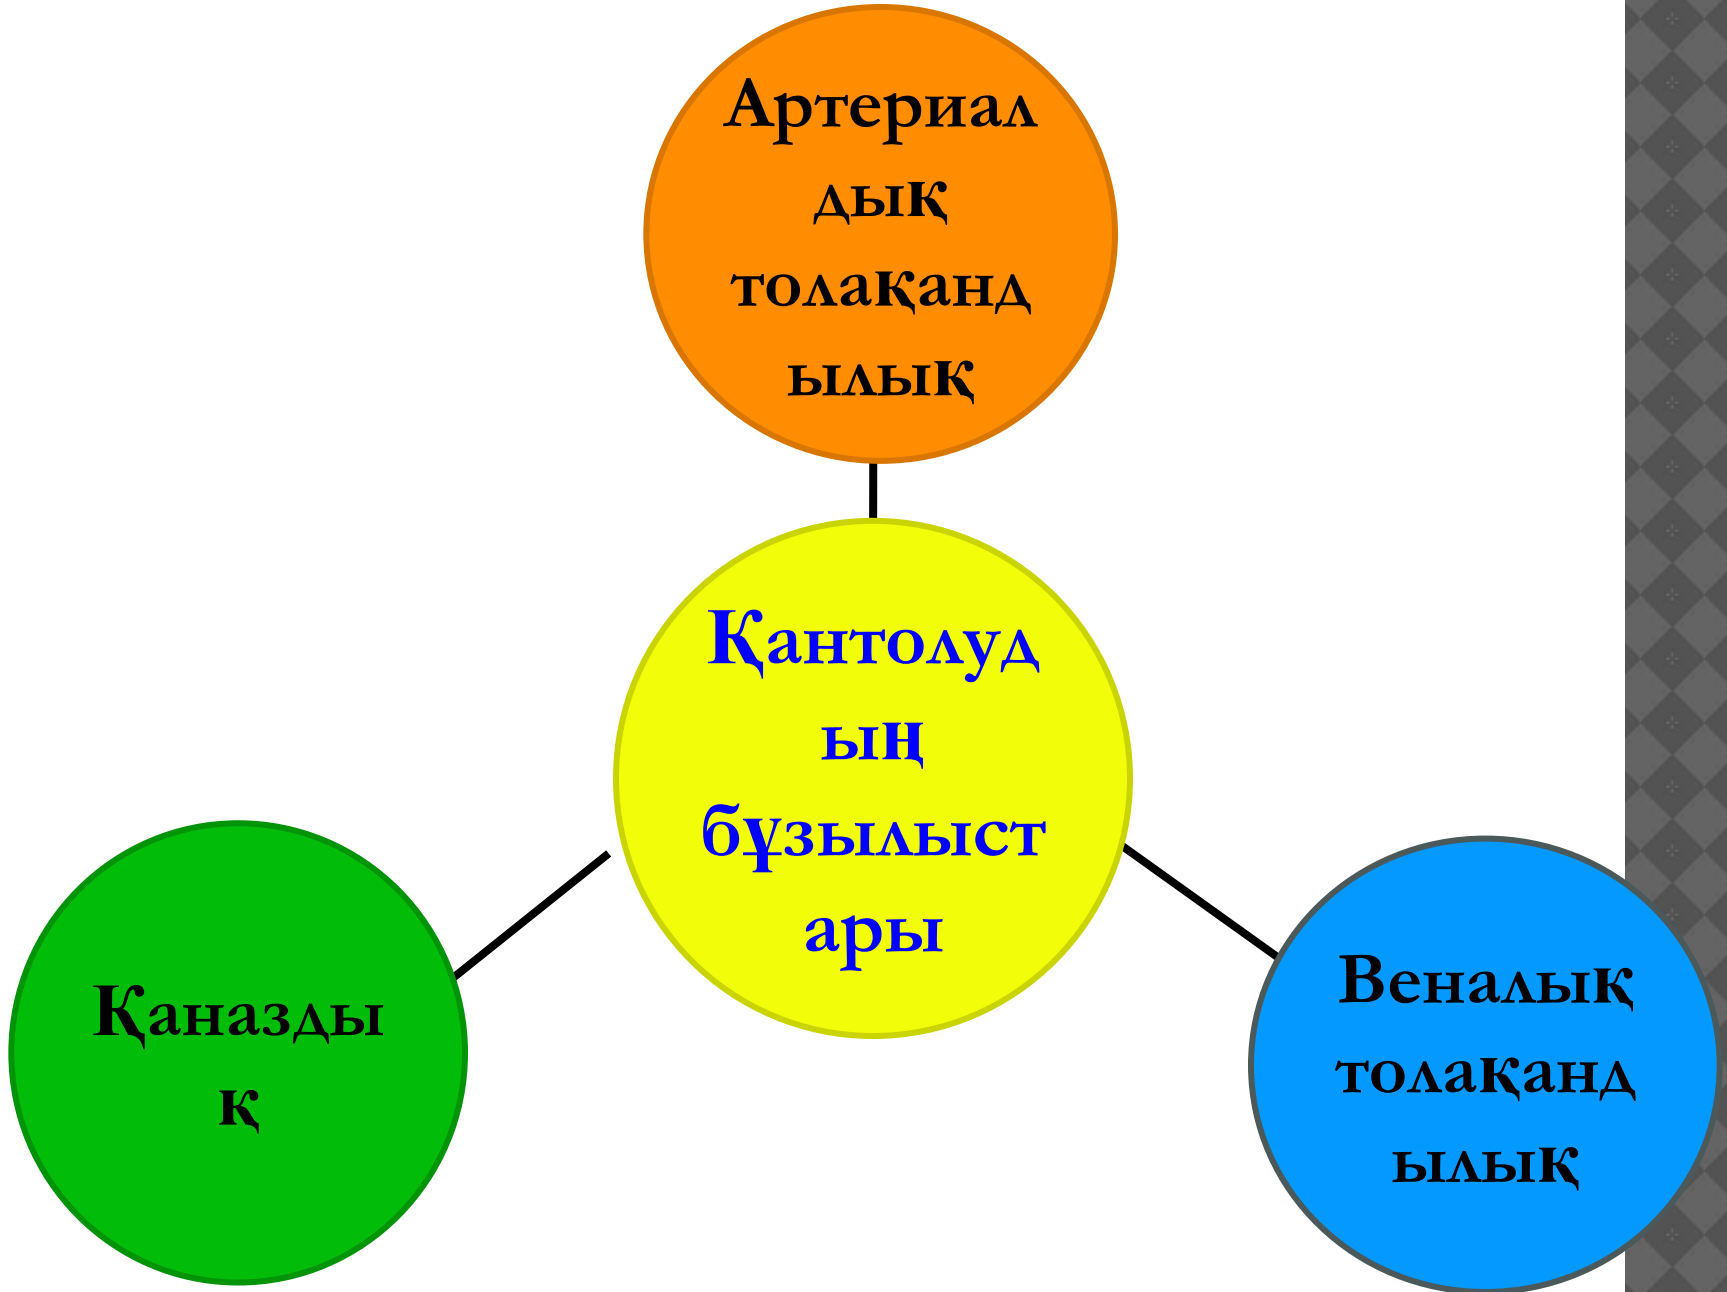 Артериал
дық
толақанд
ылық
Қантолуд
ың
бұзылыст
ары
Қаназды
қ
Веналық
толақанд
ылық